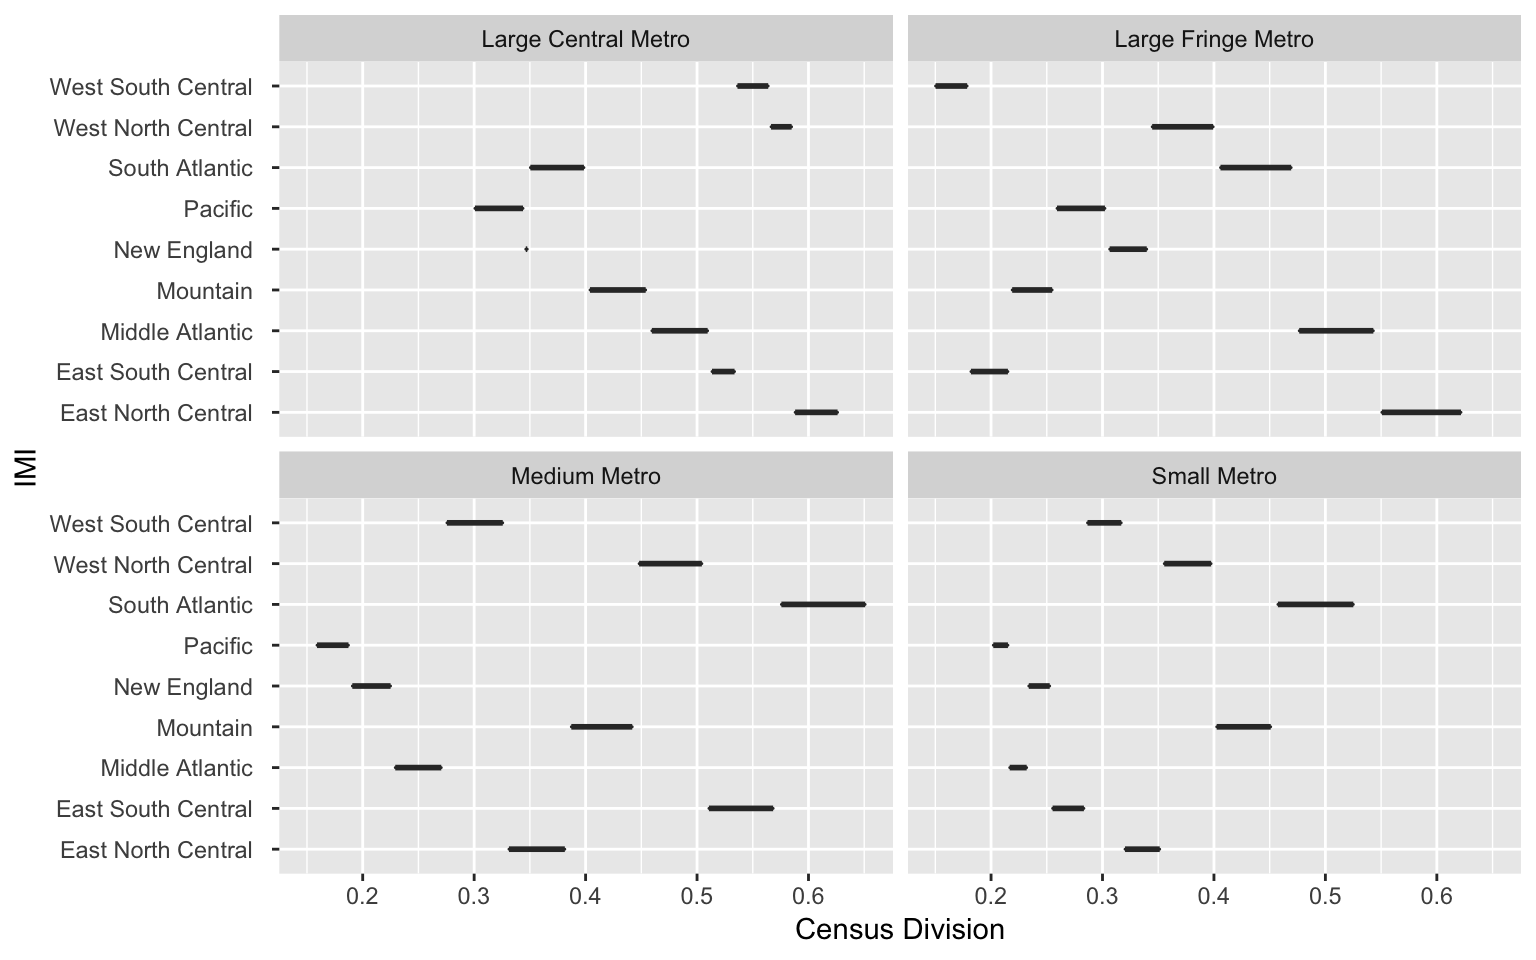 Large Central Metro
Large Fringe Metro
West South Central
West North Central
South Atlantic
Pacific
New England
Mountain
Middle Atlantic
East South Central
East North Central
IMI
Medium Metro
Small Metro
West South Central
West North Central
South Atlantic
Pacific
New England
Mountain
Middle Atlantic
East South Central
East North Central
0.2 0.3 0.4 0.5 0.6
0.2 0.3 0.4 0.5 0.6
Census Division